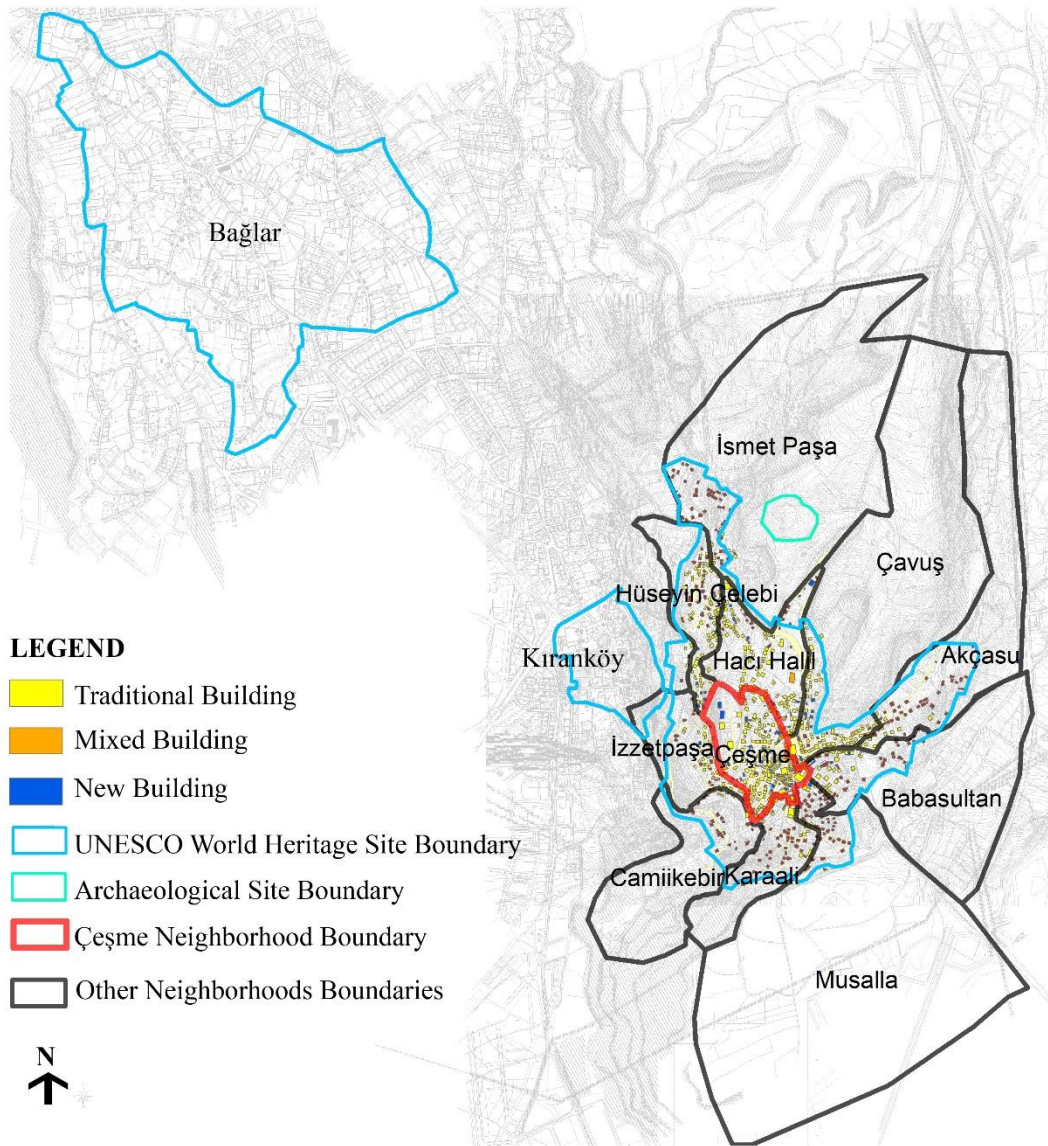 Bağlar
İsmet Paşa
Çavuş
Hüseyin Çelebi
Kıranköy
Hacı Halil
Akçasu
İzzetpaşa
Çeşme
Babasultan
Camiikebir
Karaali
Musalla
LEGEND
Traditional Building
Mixed Building
New Building
UNESCO World Heritage Site Boundary
Archaeological Site Boundary
Çeşme Neighborhood Boundary
Other Neighborhoods Boundaries
N